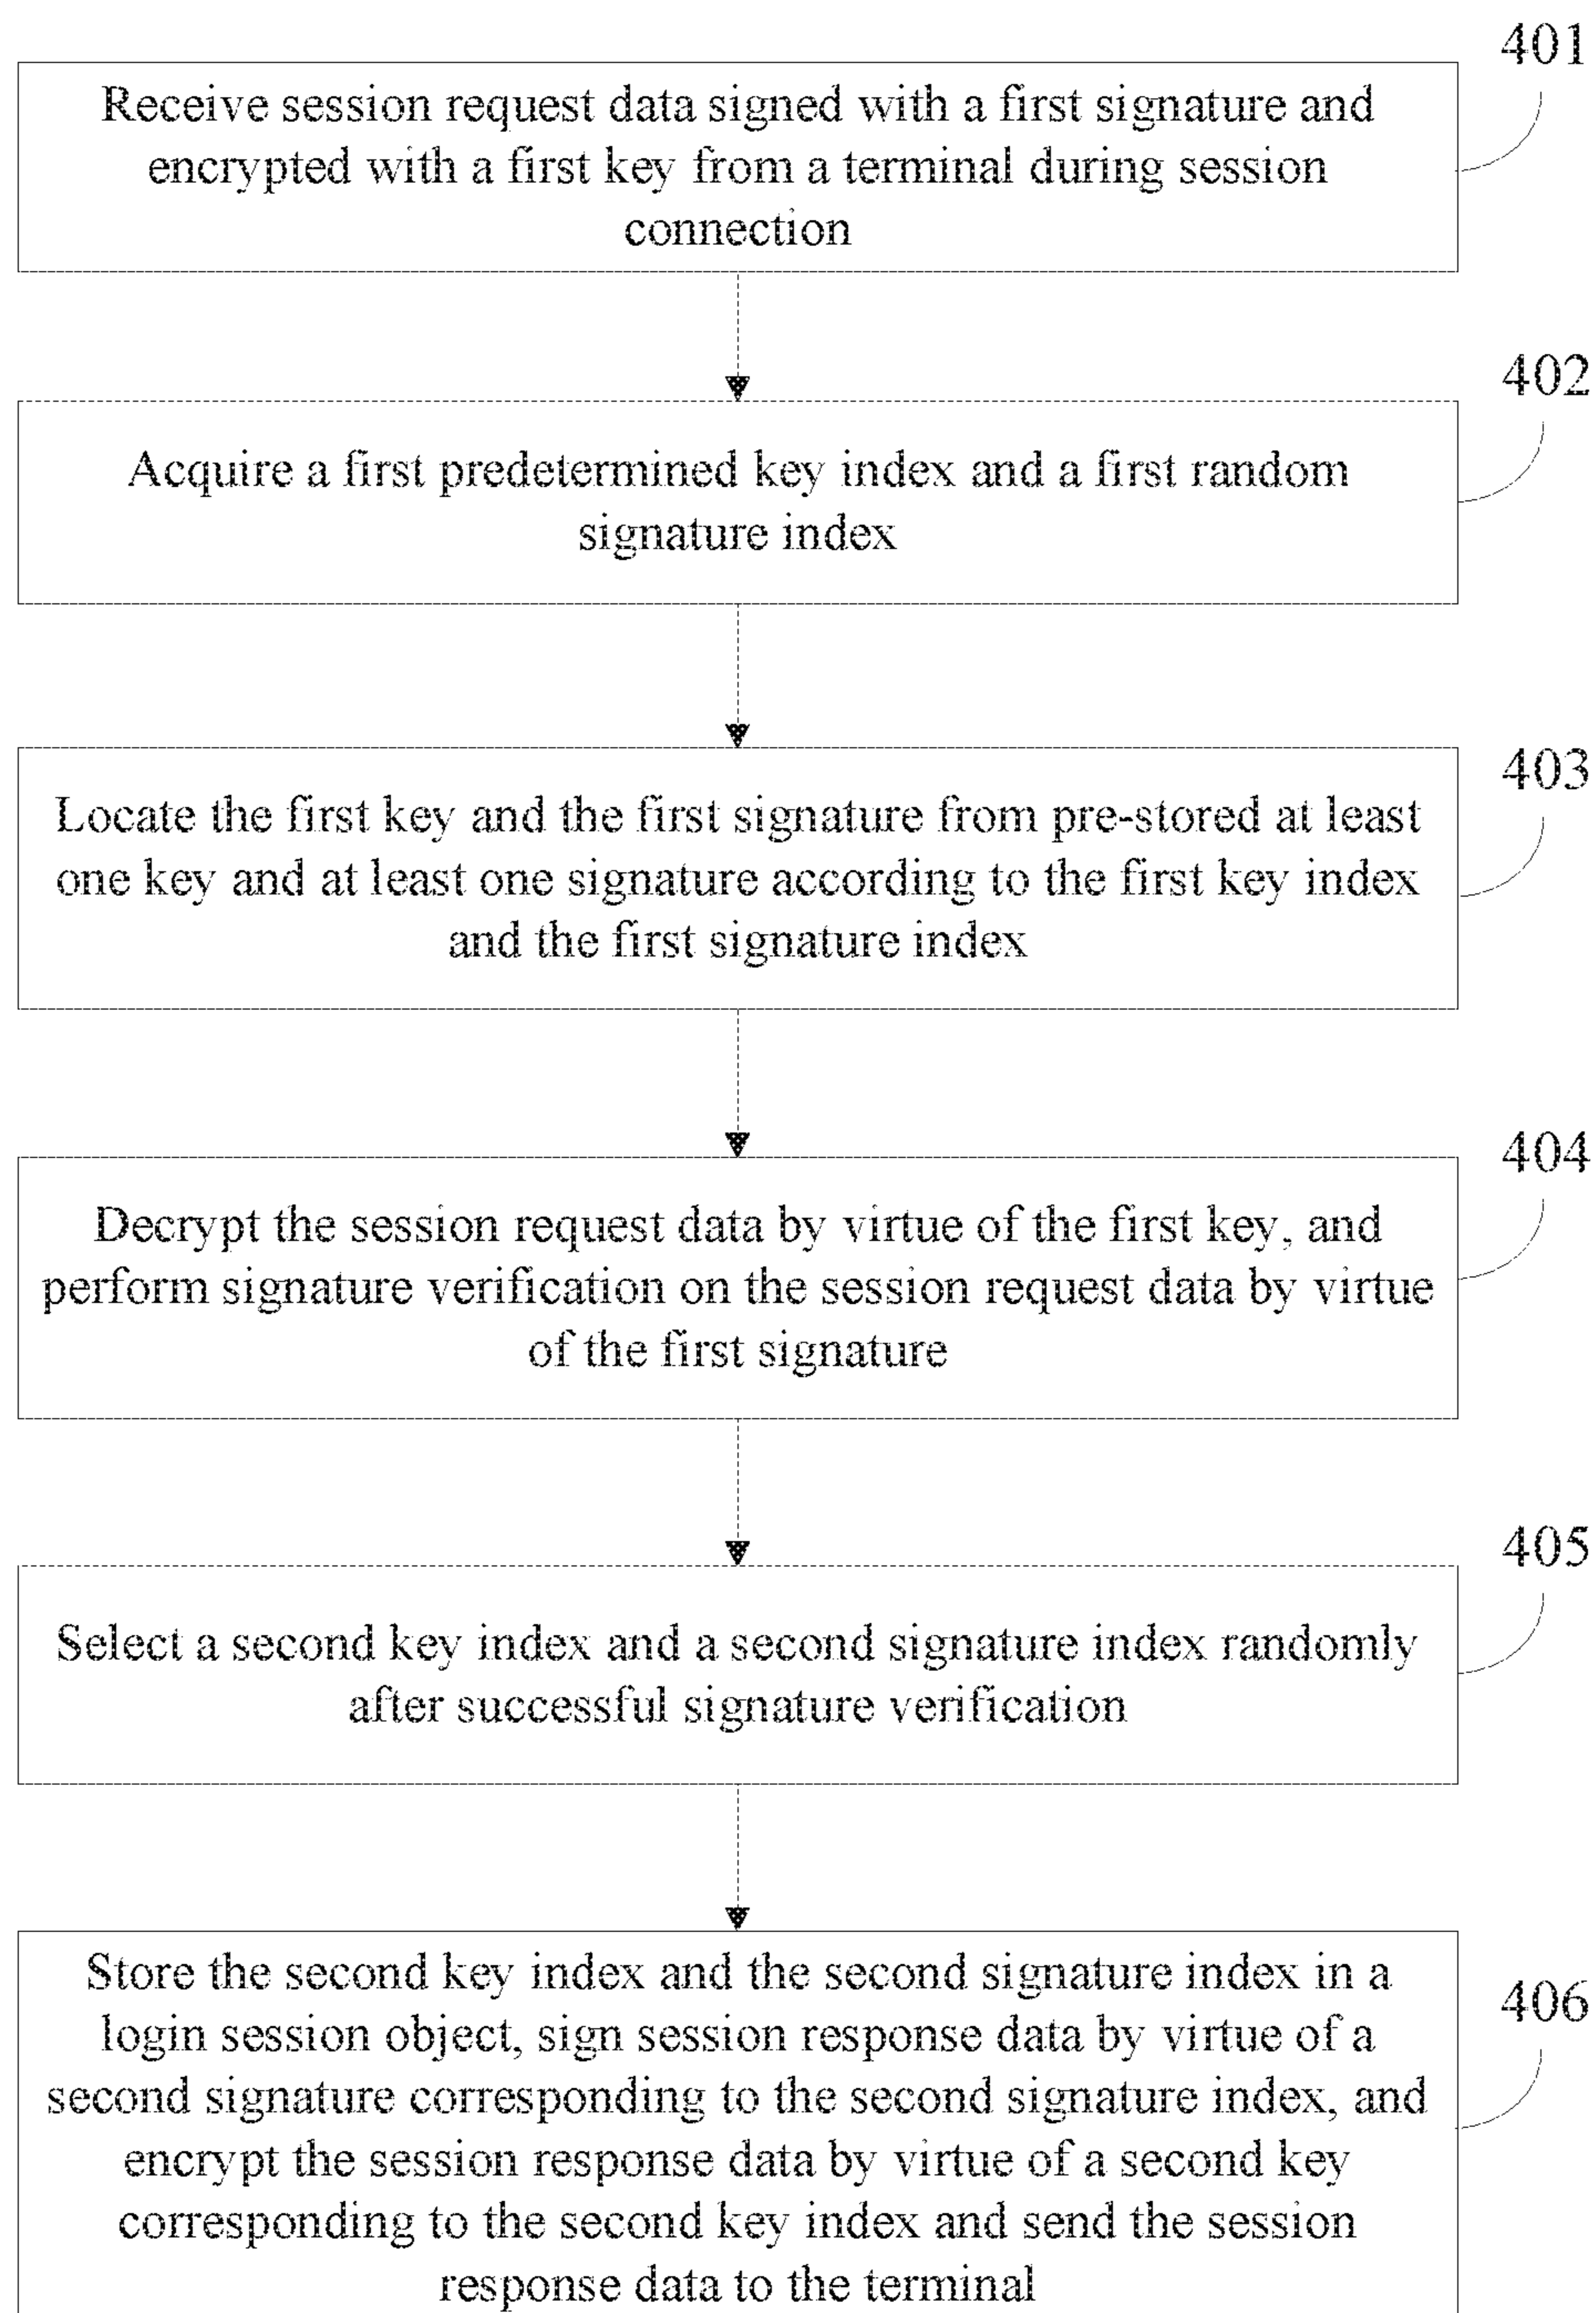 401
Receive session request data signed with a first signature and
encrypted with a first key from a terminal during session
connection
402
Acquire a first predetermined key index and a first random
signature index
403
Locate the first key and the first signature from pre-stored at least
one key and at least one signature according to the first key index
and the first signature index
404
Decrypt the session request data by virtue of the first key, and
perform signature verification on the session request data by virtue
of the first signature
405
Select a second key index and a second signature index randomly
after successful signature verification
406
Store the second key index and the second signature index in a
login session object, sign session response data by virtue of a
second signature corresponding to the second signature index, and
encrypt the session response data by virtue of a second key
corresponding to the second key index and send the session
response data to the terminal